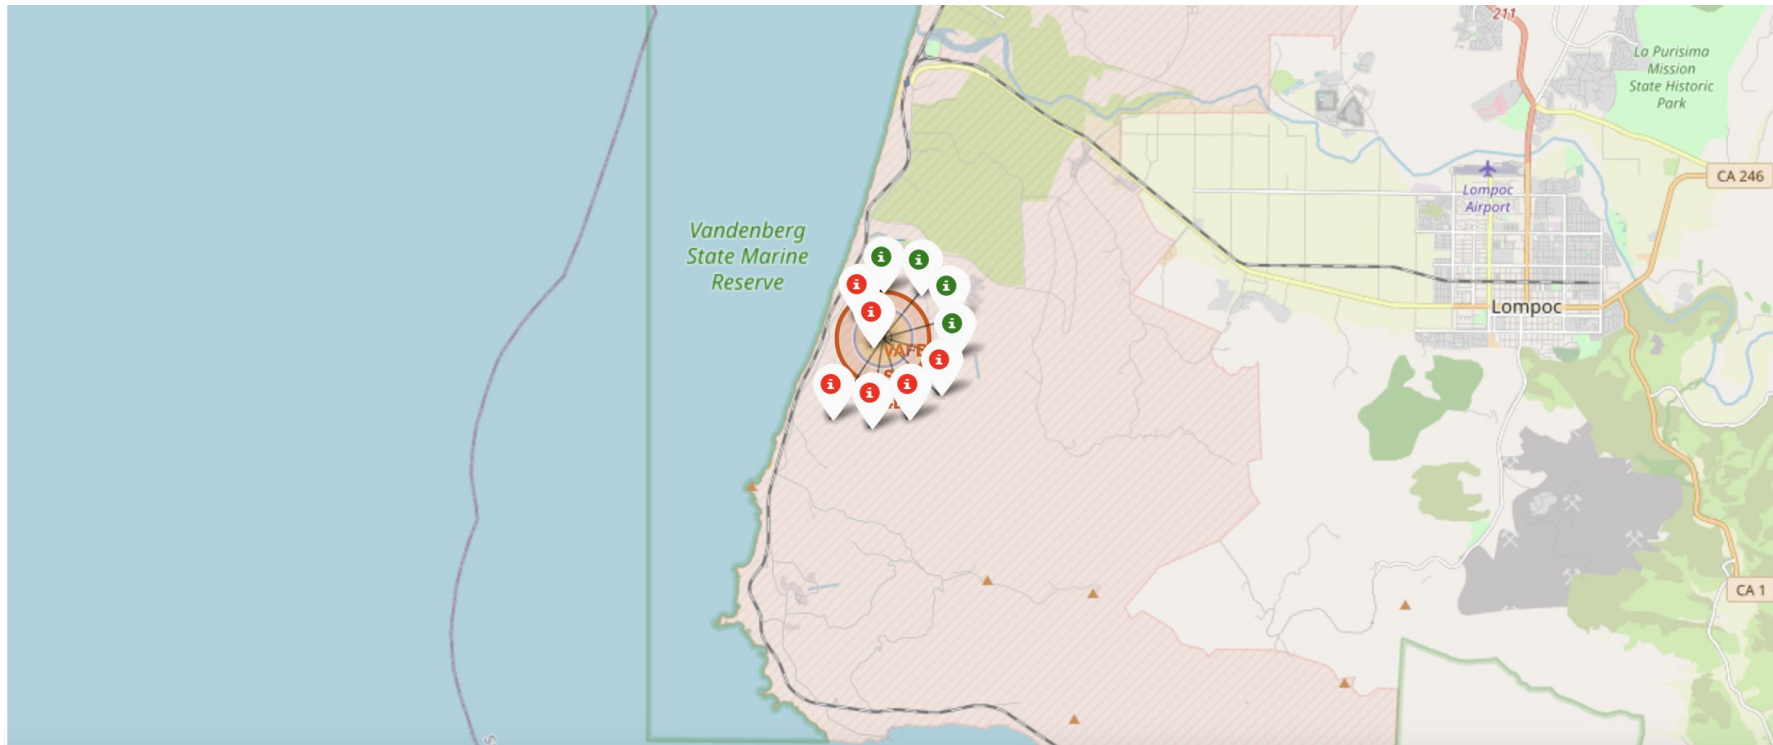 211
La Purisima
Mission
State Historic
Park
CA 246
Lompoc
Airport
Vandenberg
State Marine
Reserve
Lompoc
CA 1